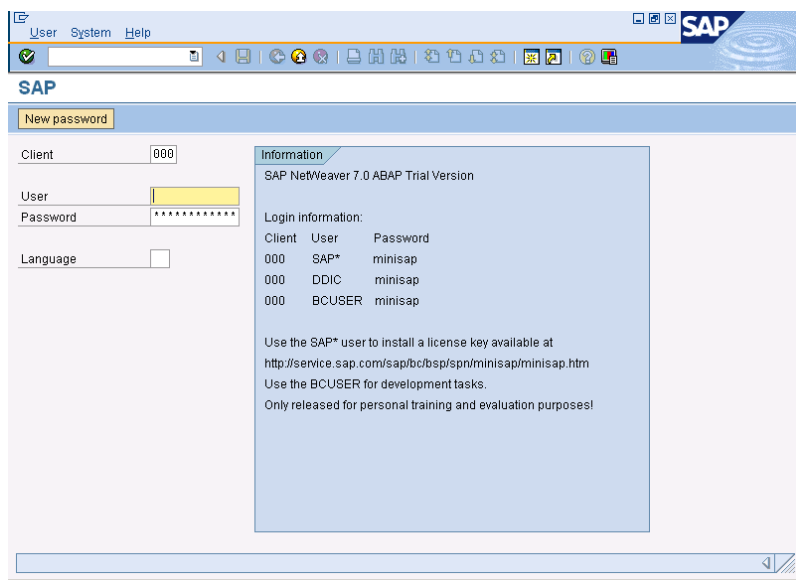 User System Help
SAP
SAP
New password
Client 000
User
Password ************
Language
Information
SAP NetWeaver 7.0 ABAP Trial Version
Login information:
Client User Password
000 SAP* minisap
000 DDIC minisap
000 BCUSER minisap
Use the SAP* user to install a license key available at
http://service.sap.com/sap/bc/bsp/spn/minisap/minisap.htm
Use the BCUSER for development tasks.
Only released for personal training and evaluation purposes!